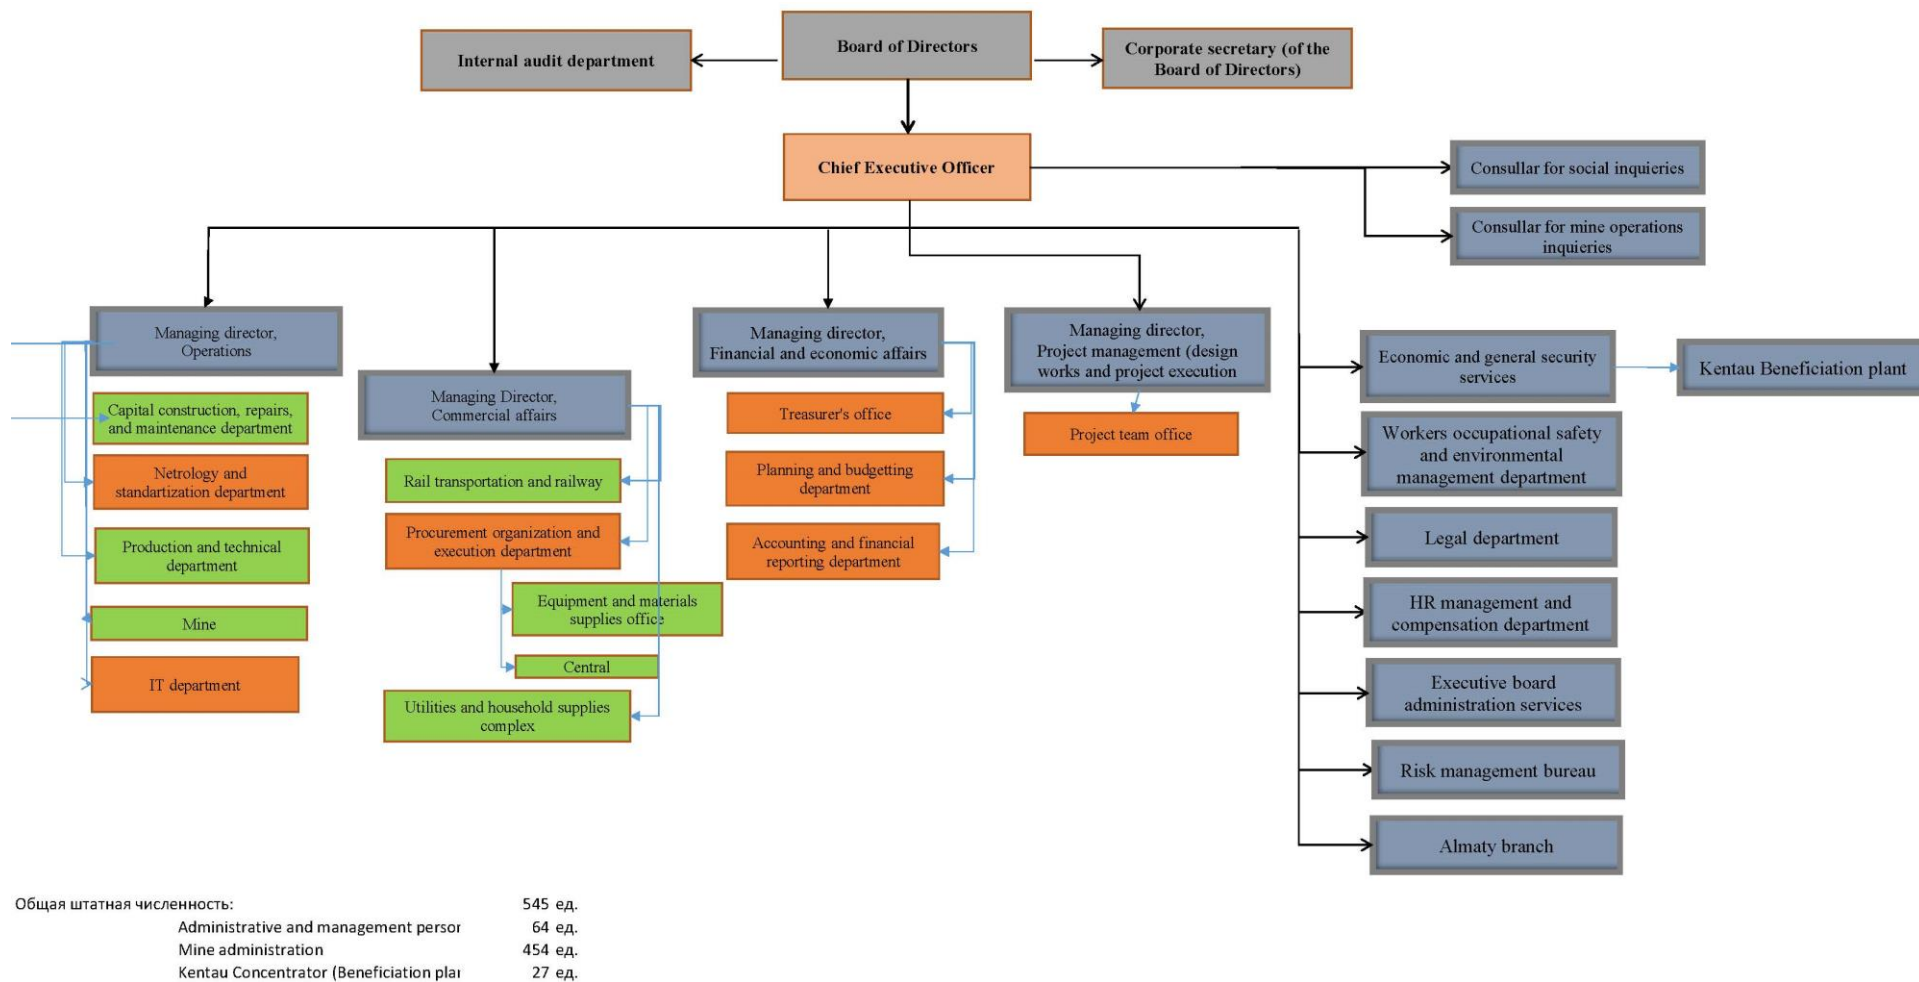 Board of Directors
Internal audit department
Corporate secretary (of the
Board of Directors)
Chief Executive Officer
Consullar for social inquieries
Consullar for mine operations
inquieries
Managing director,
Operations
Capital construction, repairs,
and maintenance department
Netrology and
standartization department
Production and technical
department
Mine
IT department
Managing Director,
Commercial affairs
Rail transportation and railway
Procurement organization and
execution department
Equipment and materials
supplies office
Central
Utilities and household supplies
complex
Managing director,
Financial and economic affairs
Treasurer's office
Planning and budgetting
department
Accounting and financial
reporting department
Managing director,
Project management (design
works and project execution
Project team office
Economic and general security
services
Kentau Beneficiation plant
Workers occupational safety
and environmental
management department
Legal department
HR management and
compensation department
Executive board
administration services
Risk management bureau
Almaty branch
Общая штатная численность: 545 ед.
Administrative and management persor 64 ед.
Mine administration 454 ед.
Kentau Concentrator (Beneficiation plar 27 ед.